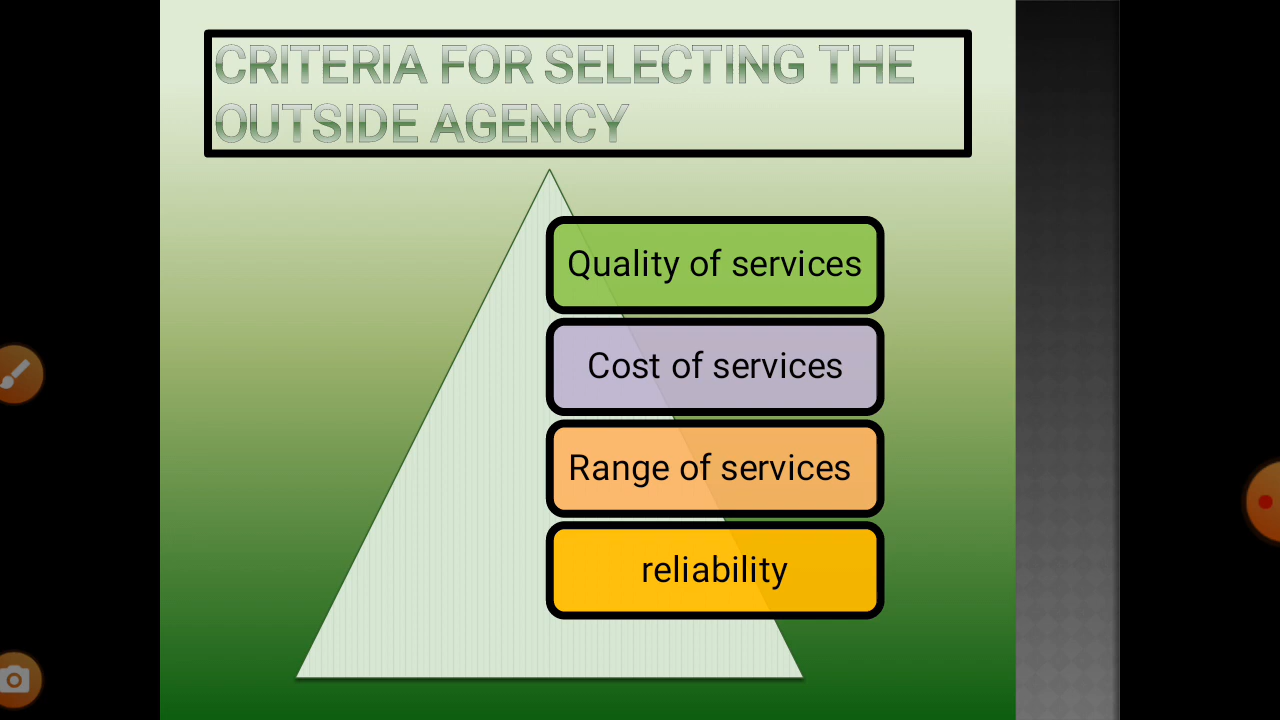 CRITERIA FOR SELECTING THE
OUTSIDE AGENCY
Quality of services
Cost of services
Range of services
reliability